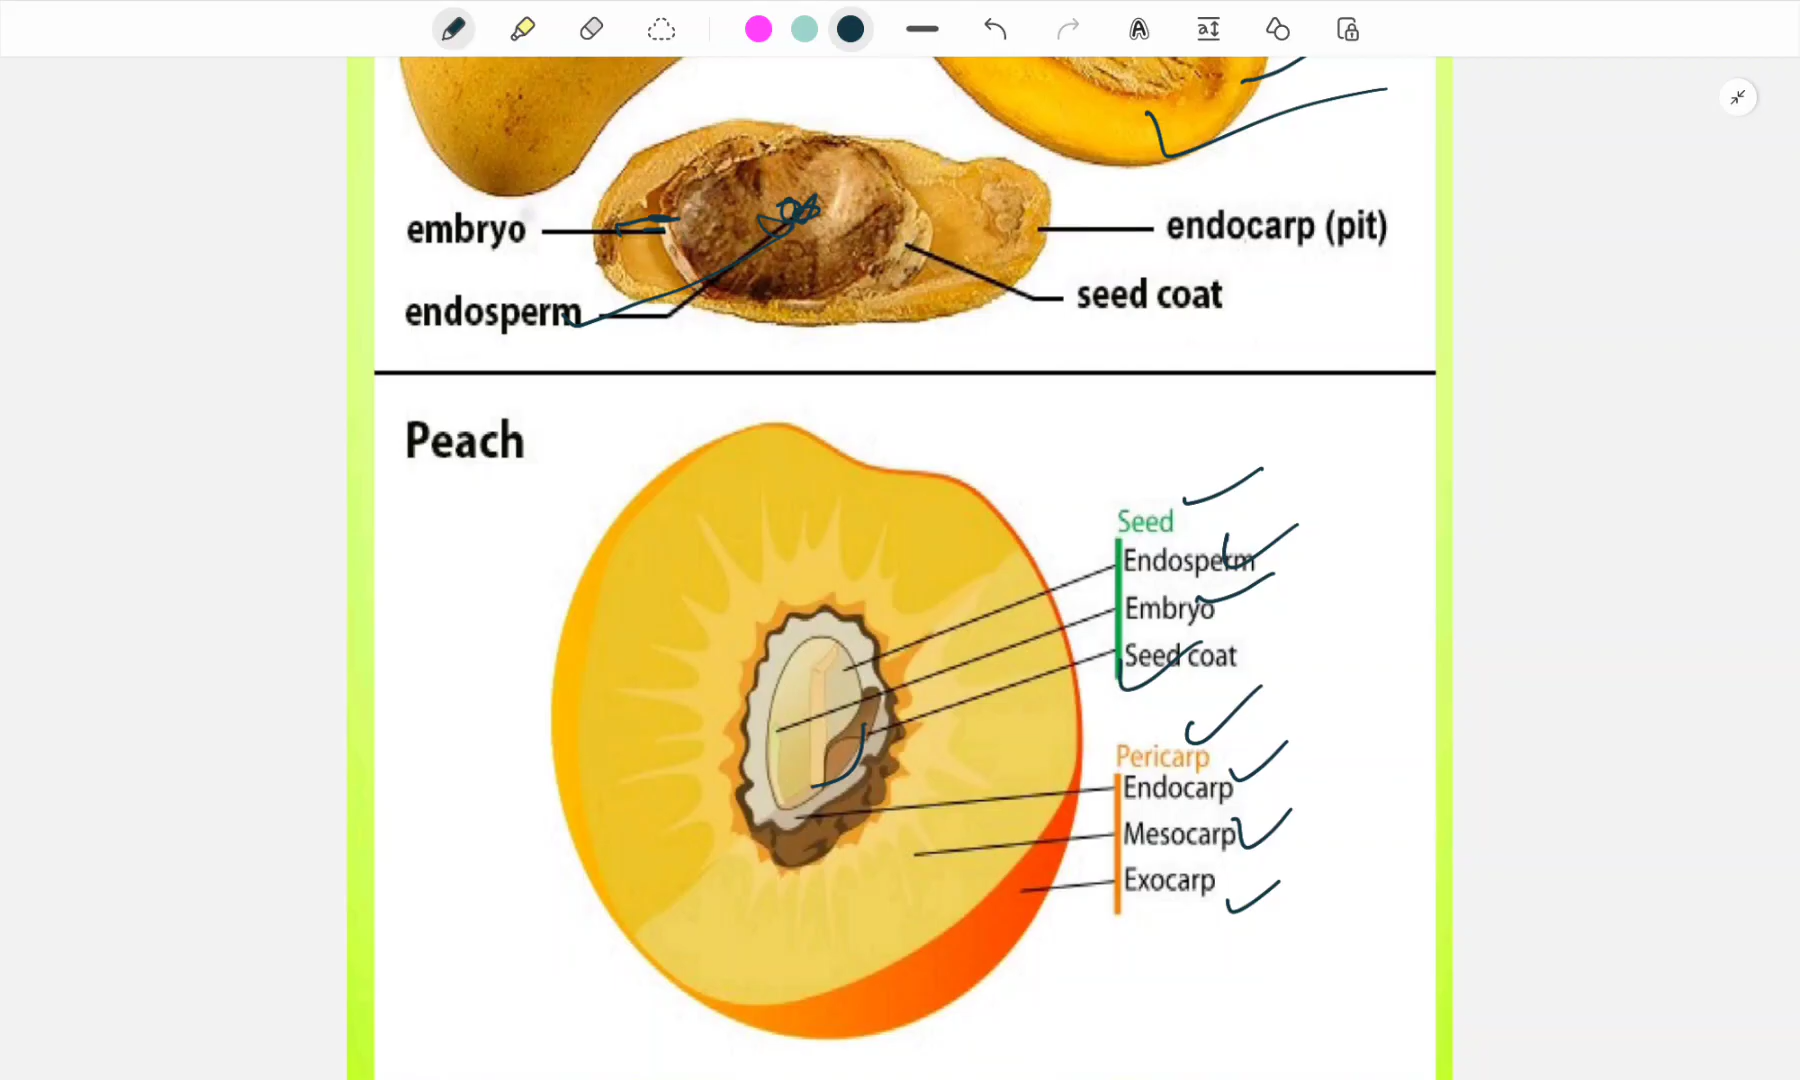 embryo
endocarp (pit)
seed coat
endosperm
Peach
Seed
Endosperm
Embryo
Seed coat
Pericarp
Endocarp
Mesocarp
Exocarp